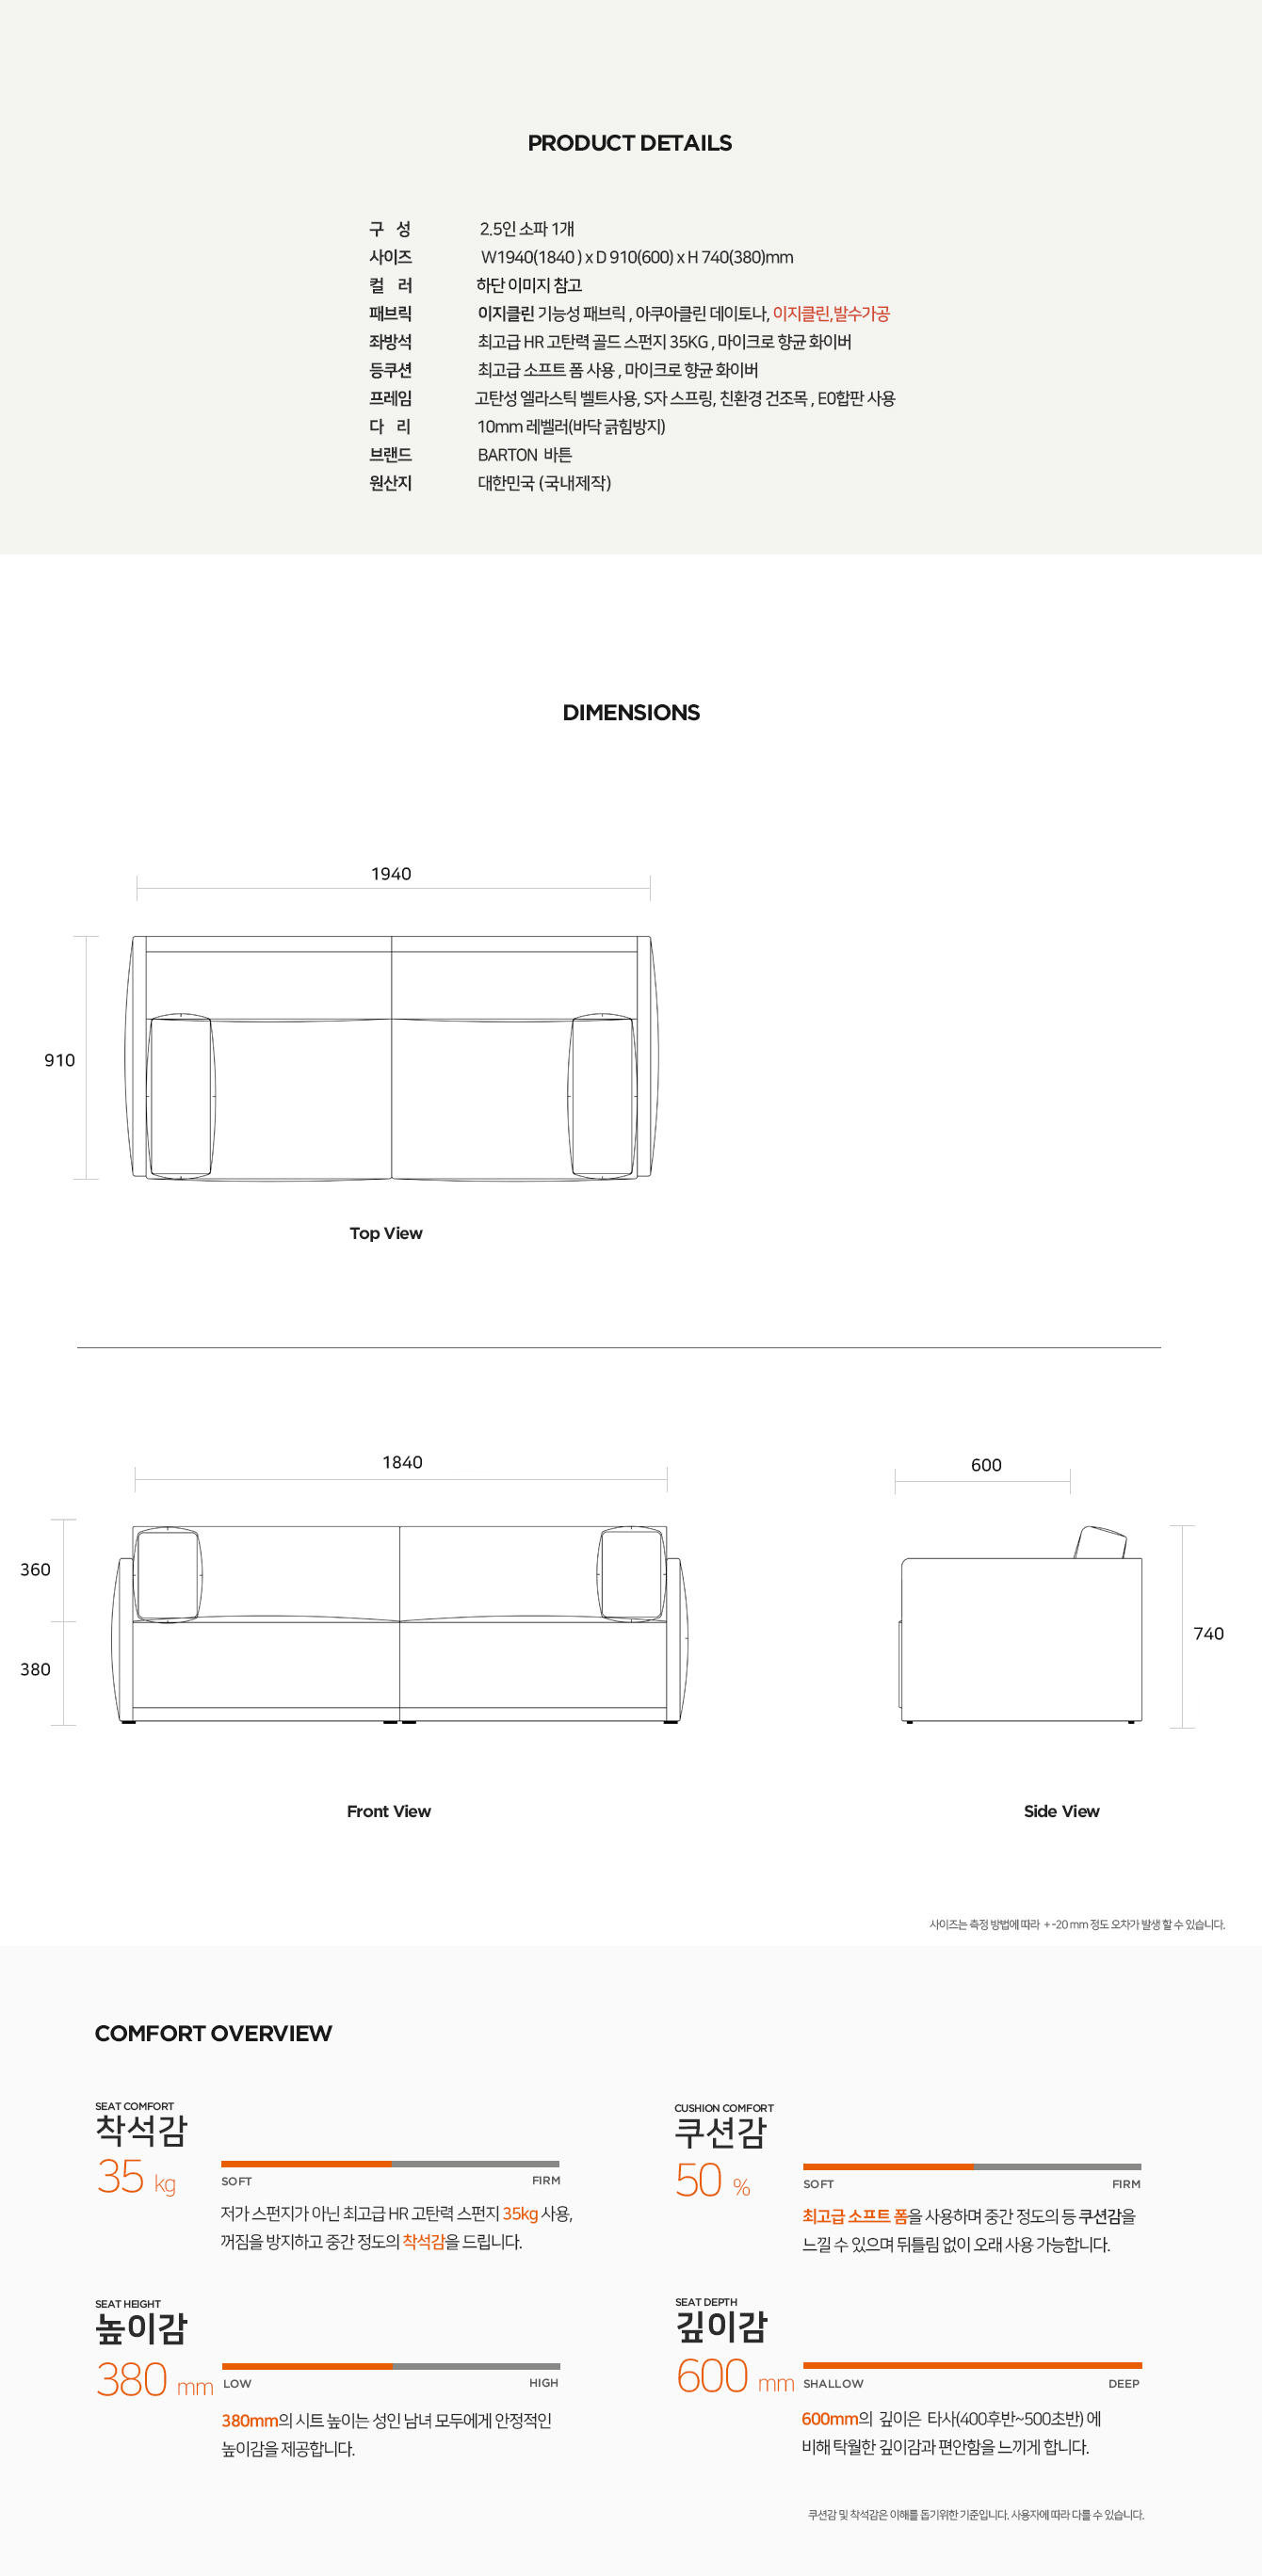 PRODUCT DETAILS
구 성 2.5인 소파 1개
사이즈 W1940(1840 ) x D 910(600) x H 740(380)mm
컬 러 하단 이미지 참고
패브릭 이지클린 기능성 패브릭 , 아쿠아클린 데이토나, 이지클린,발수가공
좌방석 최고급 HR 고탄력 골드 스펀지 35KG , 마이크로 향균 화이버
등쿠션 최고급 소프트 폼 사용 , 마이크로 향균 화이버
프레임 고탄성 엘라스틱 벨트사용, S자 스프링, 친환경 건조목 , E0합판 사용
다 리 10mm 레벨러(바닥 긁힘방지)
브랜드 BARTON 바튼
원산지 대한민국 (국내제작)
DIMENSIONS
1940
910
Top View
1840
600
360
380
740
Front View
Side View
사이즈는 측정 방법에 따라 + -20 mm 정도 오차가 발생 할 수 있습니다.
COMFORT OVERVIEW
SEAT COMFORT
착석감
35 kg
SOFT FIRM
저가 스펀지가 아닌 최고급 HR 고탄력 스펀지 35kg 사용,
꺼짐을 방지하고 중간 정도의 착석감을 드립니다.
CUSHION COMFORT
쿠션감
50 %
SOFT FIRM
최고급 소프트 폼을 사용하며 중간 정도의 등 쿠션감을
느낄 수 있으며 뒤틀림 없이 오래 사용 가능합니다.
SEAT HEIGHT
높이감
380 mm
LOW HIGH
380mm의 시트 높이는 성인 남녀 모두에게 안정적인
높이감을 제공합니다.
SEAT DEPTH
깊이감
600 mm
SHALLOW DEEP
600mm의 깊이은 타사(400후반~500초반) 에
비해 탁월한 깊이감과 편안함을 느끼게 합니다.
쿠션감 및 착석감은 이해를 돕기위한 기준입니다. 사용자에 따라 다를 수 있습니다.